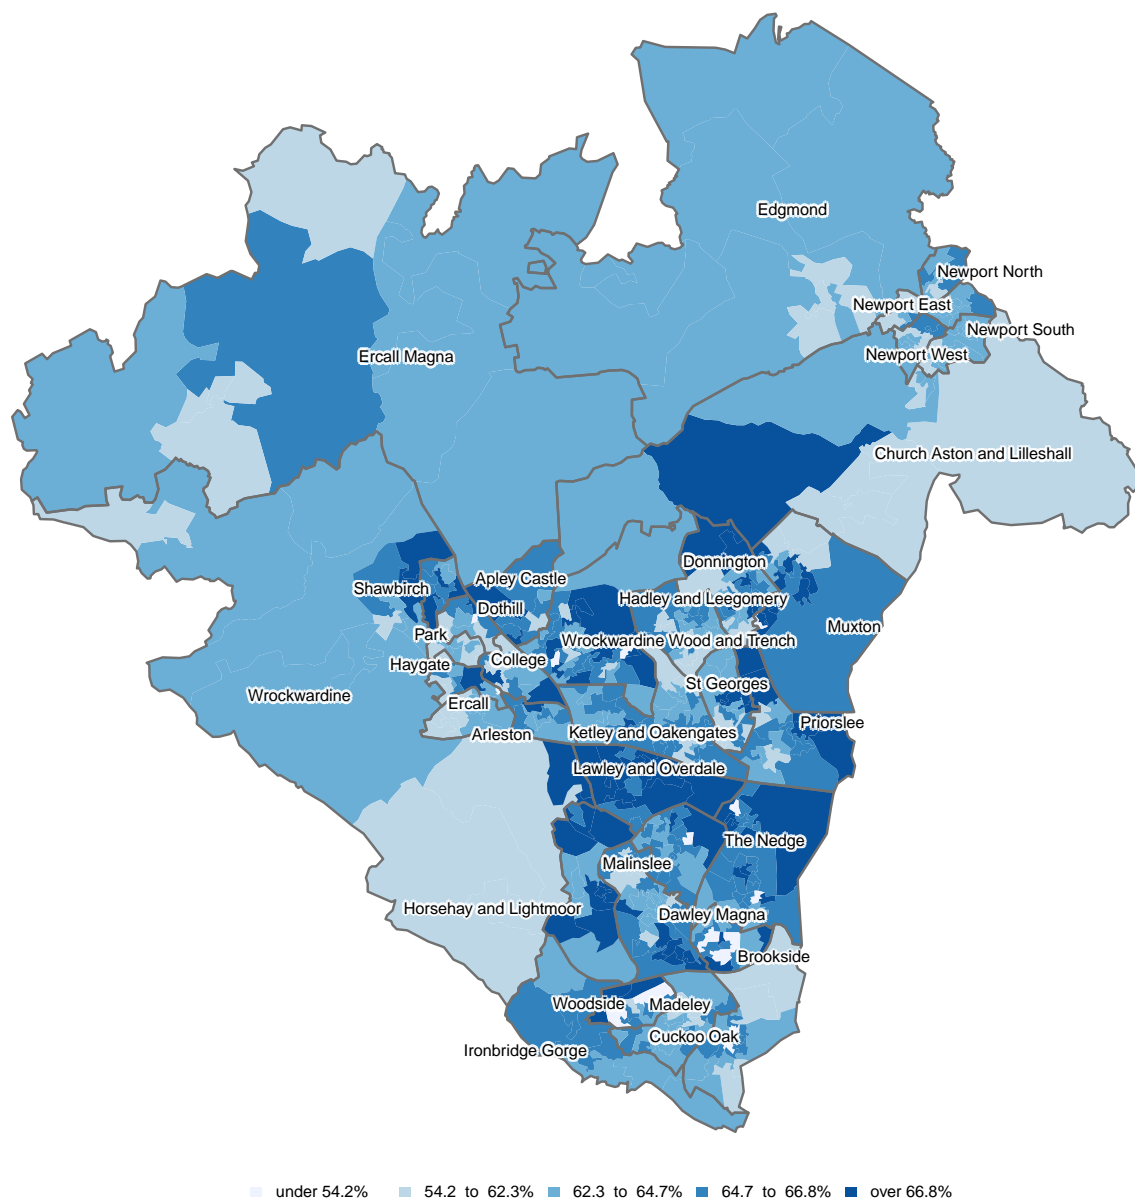 Edgmond
Newport North
Newport East
Newport South
Newport West
Ercall Magna
Church Aston and Lilleshall
Donnington
Apley Castle
Shawbirch
Hadley and Leegomery
Dothill
Muxton
Park
Wrockwardine Wood and Trench
College
Haygate
St Georges
Wrockwardine
Ercall
Priorslee
Arleston
Ketley and Oakengates
Lawley and Overdale
The Nedge
Malinslee
Horsehay and Lightmoor
Dawley Magna
Brookside
Woodside
Madeley
Cuckoo Oak
Ironbridge Gorge
under 54.2% 54.2 to 62.3% 62.3 to 64.7% 64.7 to 66.8% over 66.8%